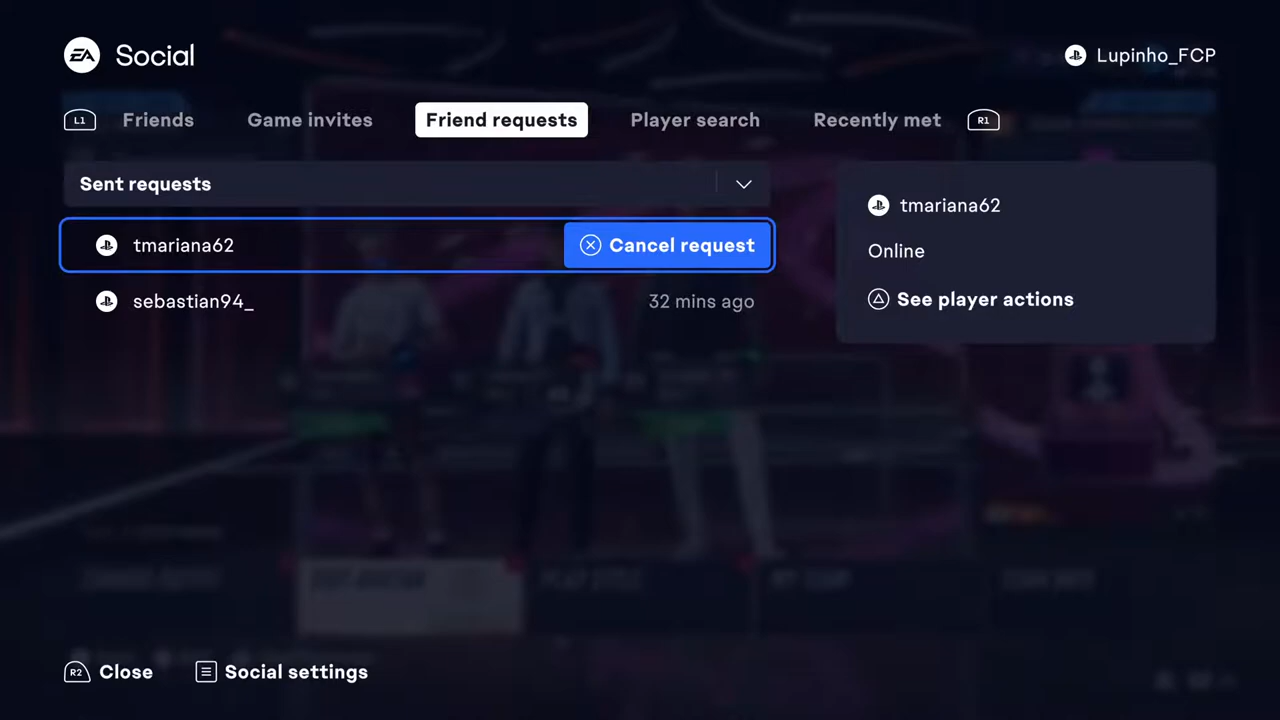 EA Social
Lupinho_FCP
L1 Friends Game invites Friend requests Player search Recently met R1
Sent requests
tmariana62 Cancel request
sebastian94_ 32 mins ago
tmariana62
Online
See player actions
R2 Close Social settings